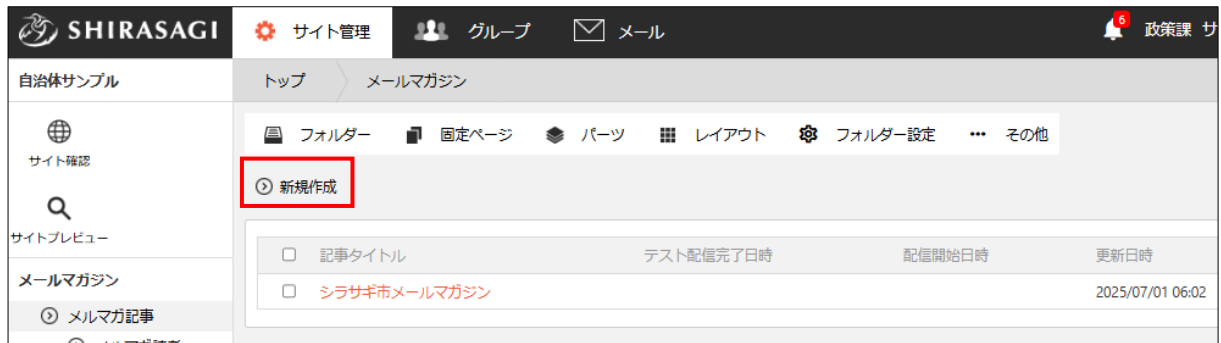 SHIRASAGI サイト管理 グループ メール 6 政策課 サ
自治体サンプル トップ メールマガジン
サイト確認 フォルダー 固定ページ パーツ レイアウト フォルダー設定 ... その他
新規作成
サイトプレビュー
記事タイトル テスト配信完了日時 配信開始日時 更新日時
メールマガジン
シラサギ市メールマガジン 2025/07/01 06:02
メルマガ記事